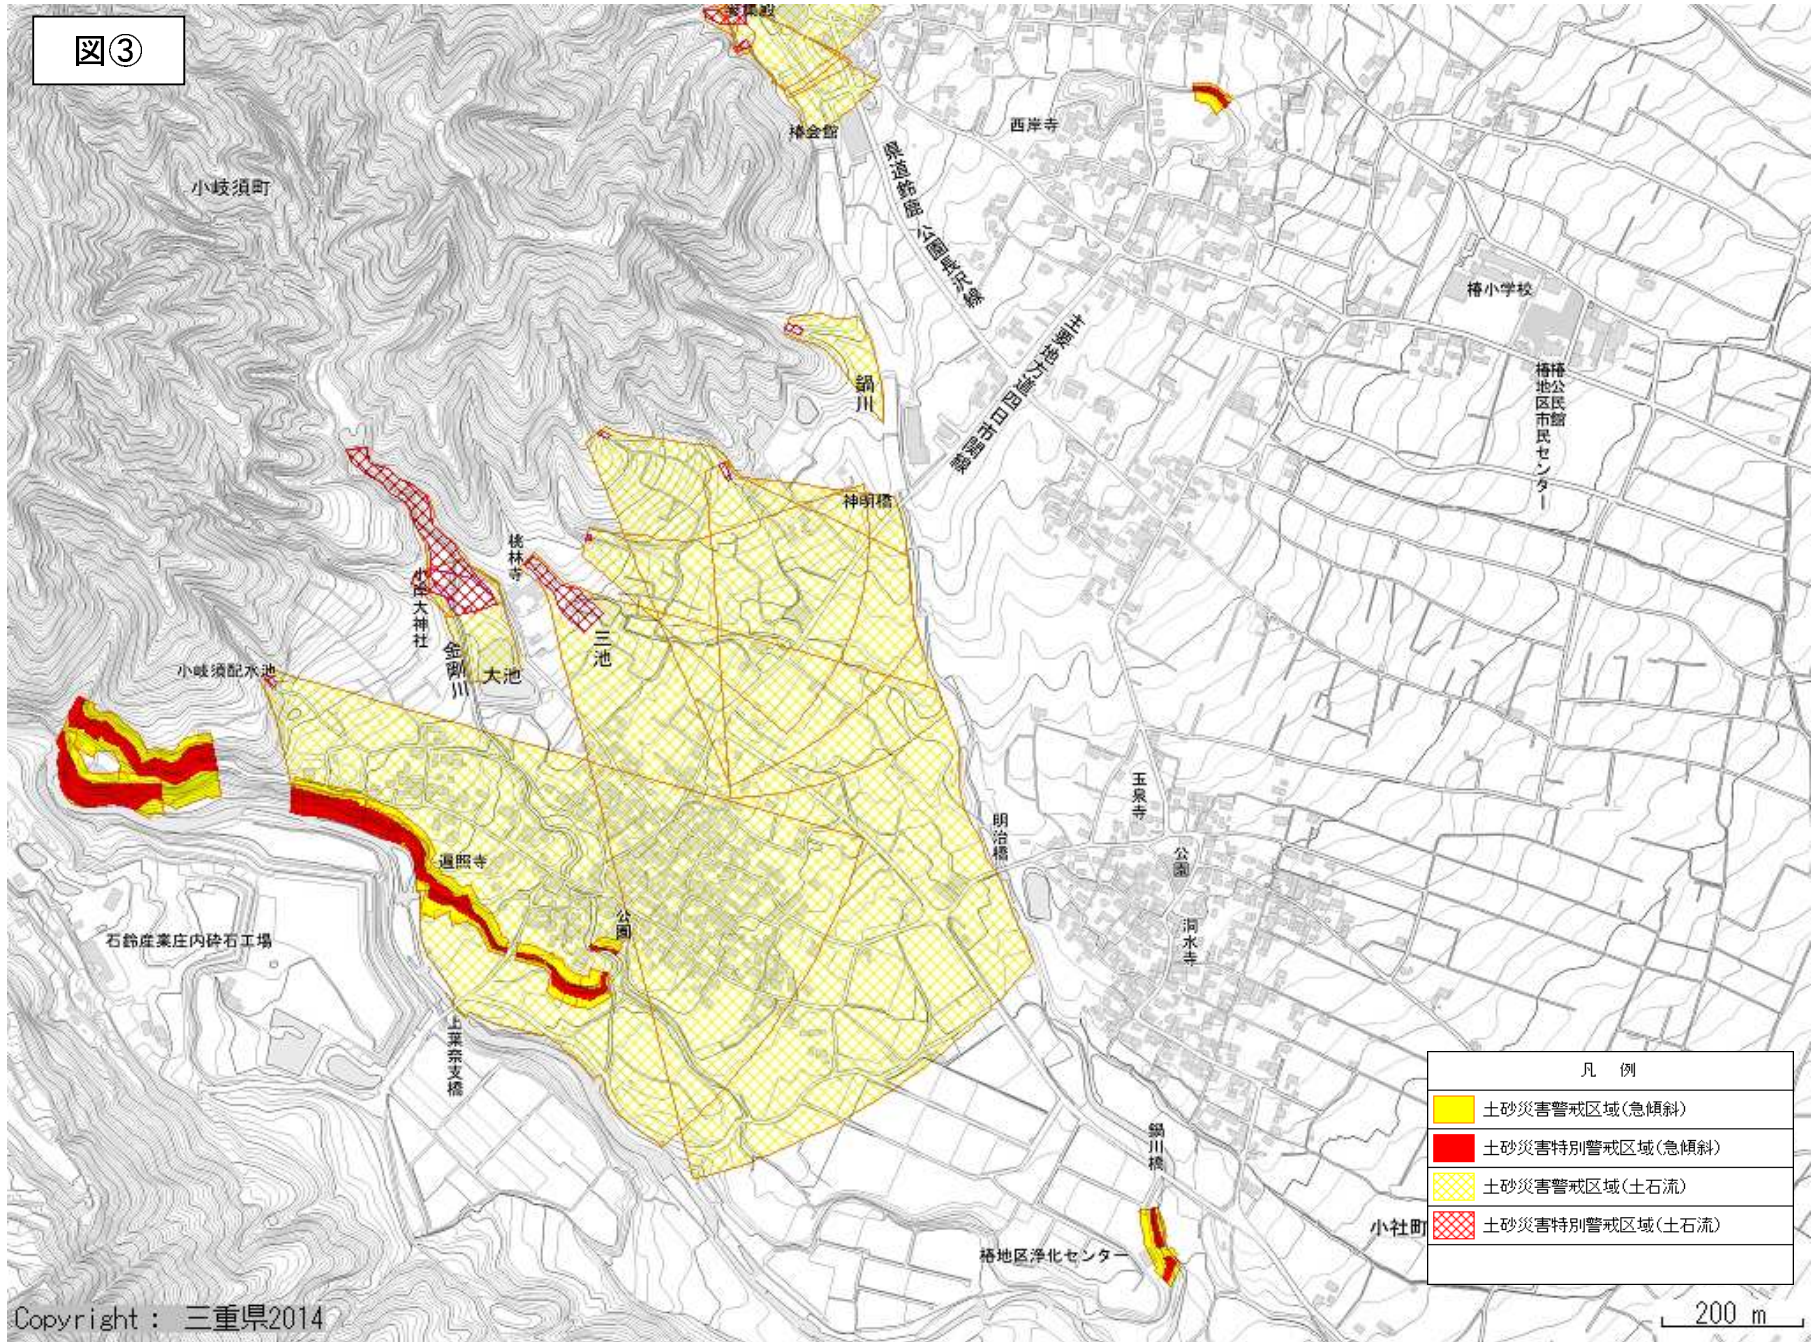 図③
椿会館
西岸寺
小岐須町
県道鈴鹿公園長沢線
椿小学校
主要地方道四日市関線
鍋川
椿公民館
椿地区市民センター
神明橋
桃林寺
大神社
三池
金剛川
大池
小岐須配水池
玉泉寺
明治橋
公園
遍照寺
公園
洞水寺
石鈴産業庄内砕石工場
上葉奈支橋
鍋川橋
小社町
椿地区浄化センター
凡 例
土砂災害警戒区域(急傾斜)
土砂災害特別警戒区域(急傾斜)
土砂災害警戒区域(土石流)
土砂災害特別警戒区域(土石流)
Copyright : 三重県2014
200 m